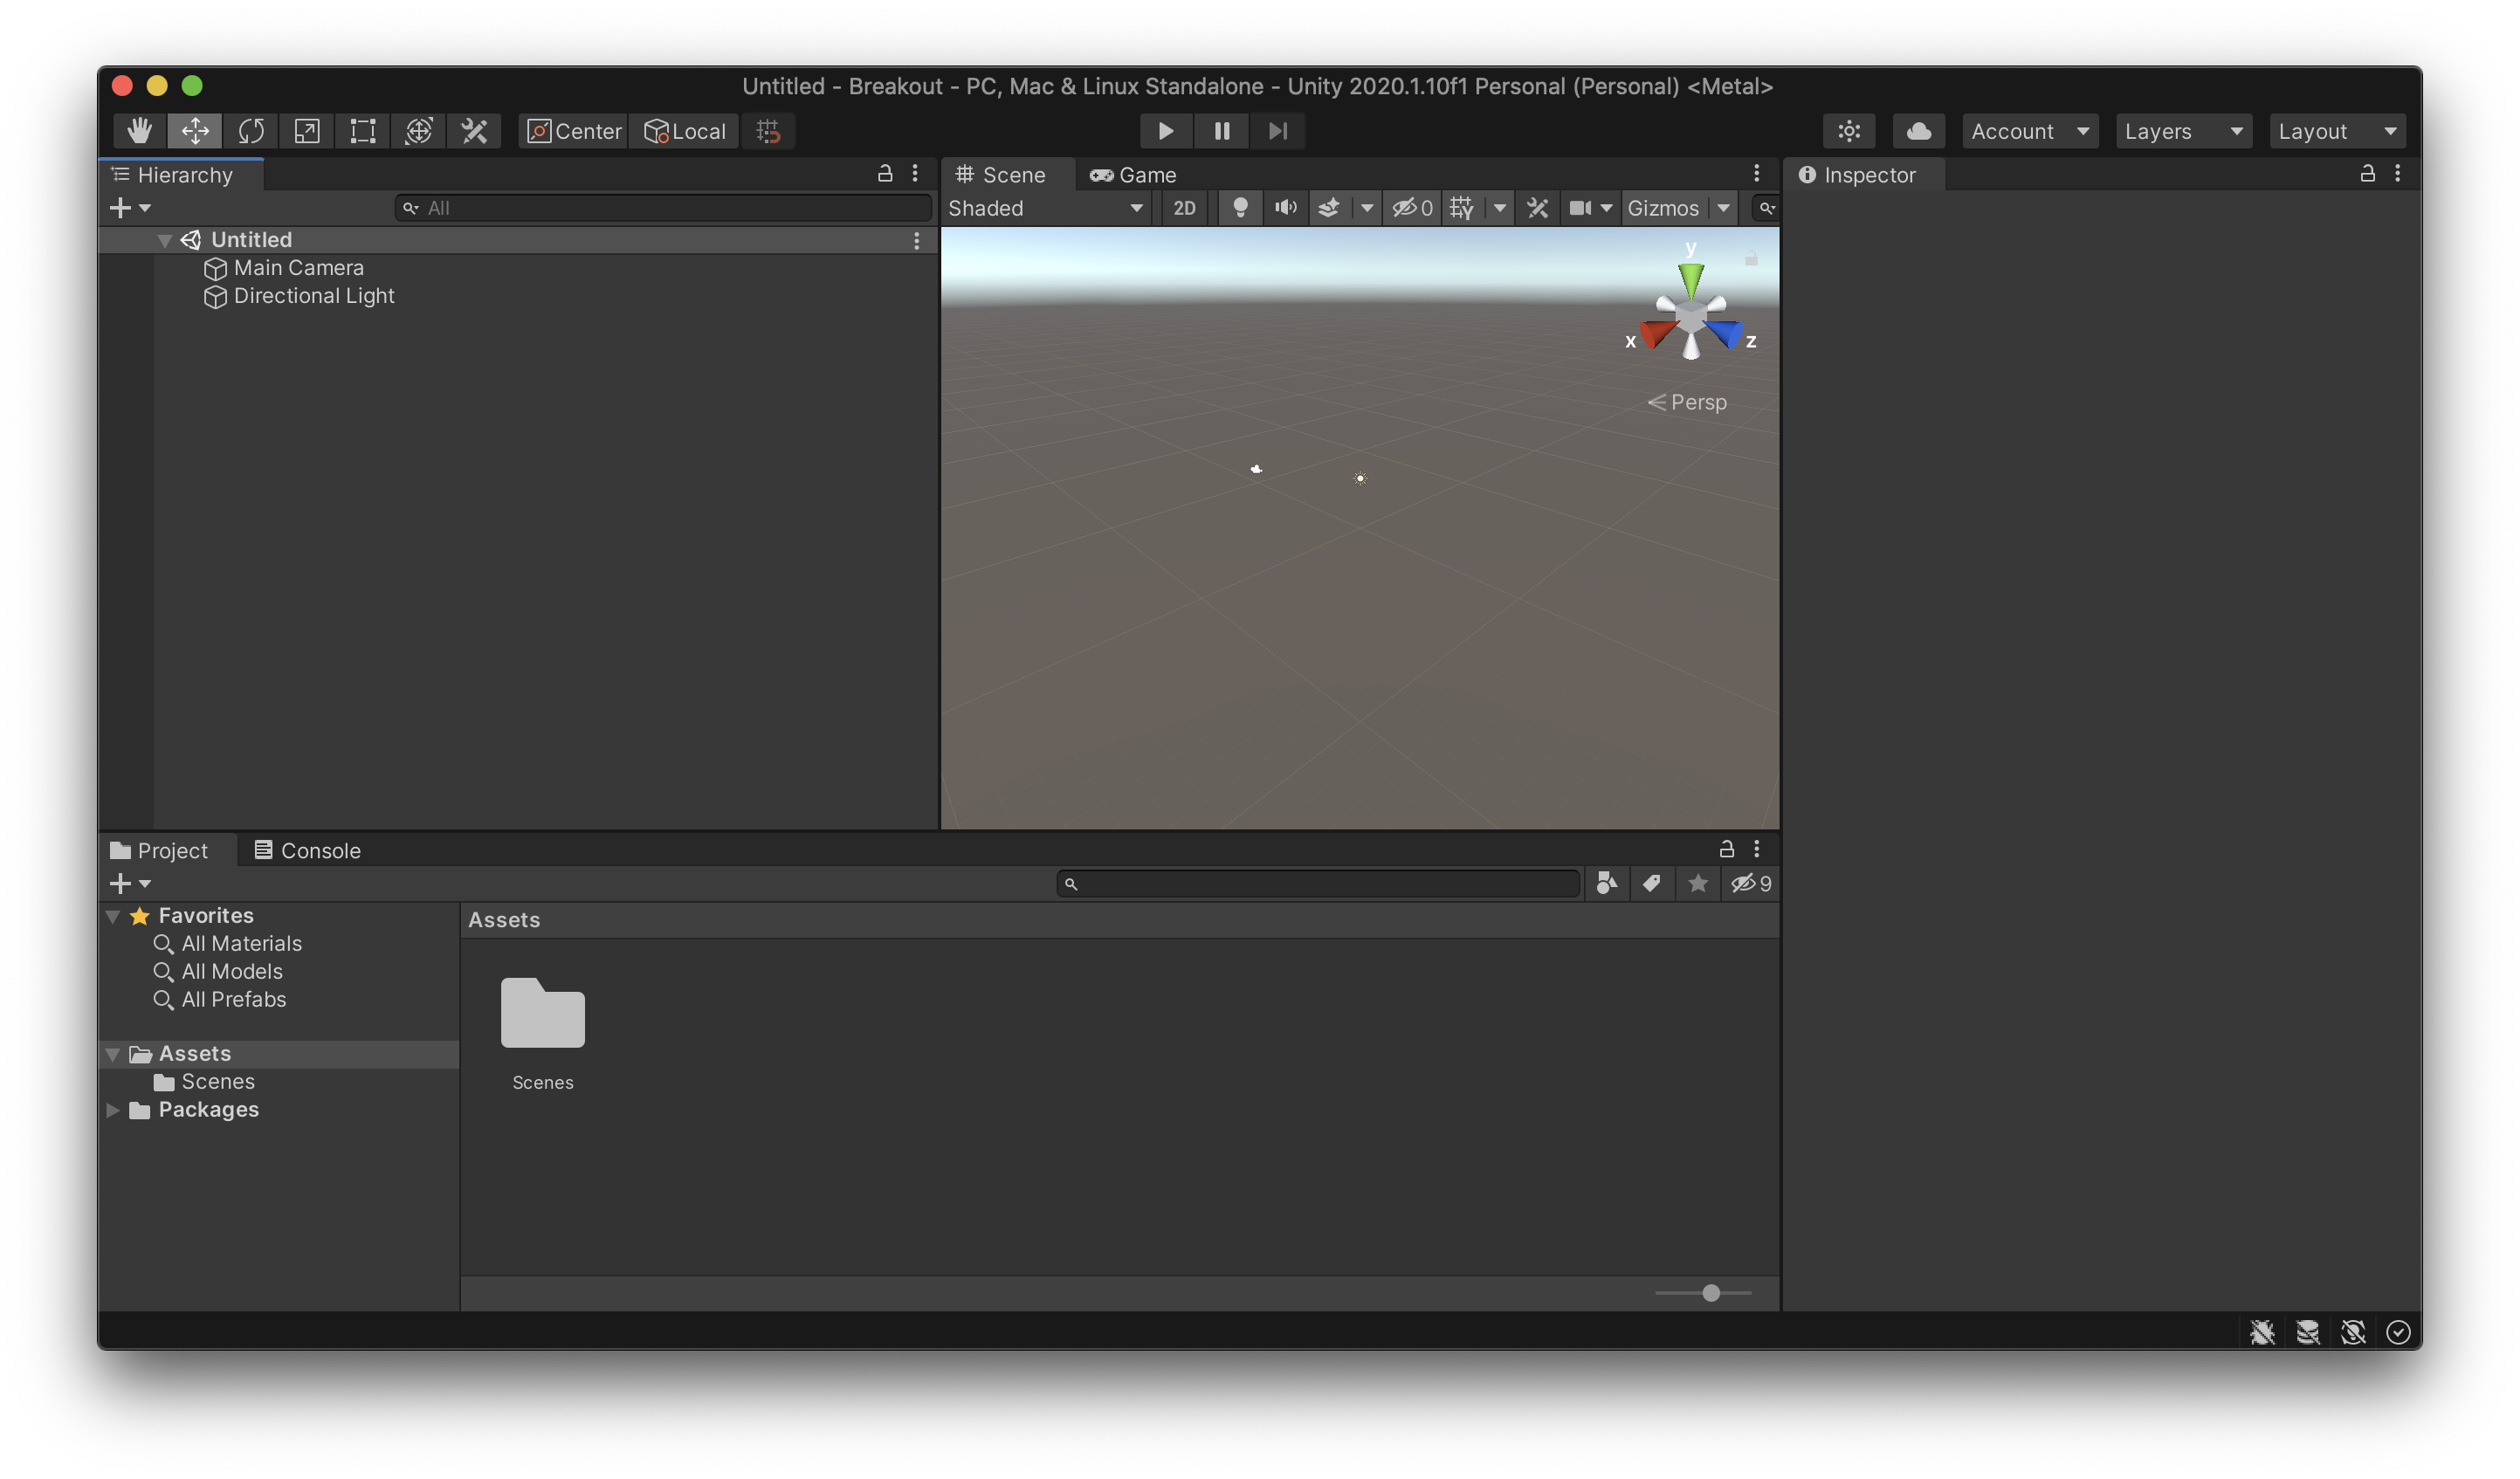 Untitled - Breakout - PC, Mac & Linux Standalone - Unity 2020.1.10f1 Personal (Personal) <Metal>
Center Local Account Layers Layout
Hierarchy
All
Untitled
Main Camera
Directional Light
Scene Game
Shaded 2D 0 Gizmos
y
x z
Persp
Inspector
Project Console
9
Favorites
All Materials
All Models
All Prefabs
Assets
Scenes
Packages
Assets
Scenes